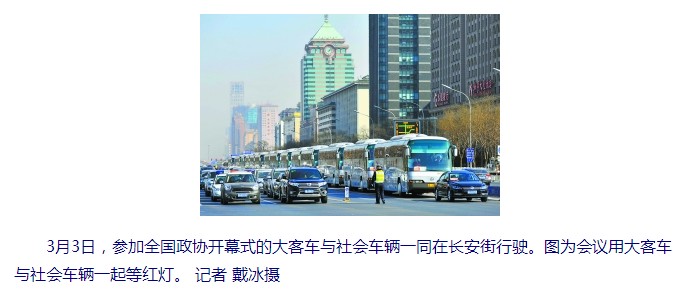 3月3日，参加全国政协开幕式的大客车与社会车辆一同在长安街行驶。图为会议用大客车
与社会车辆一起等红灯。 记者 戴冰摄